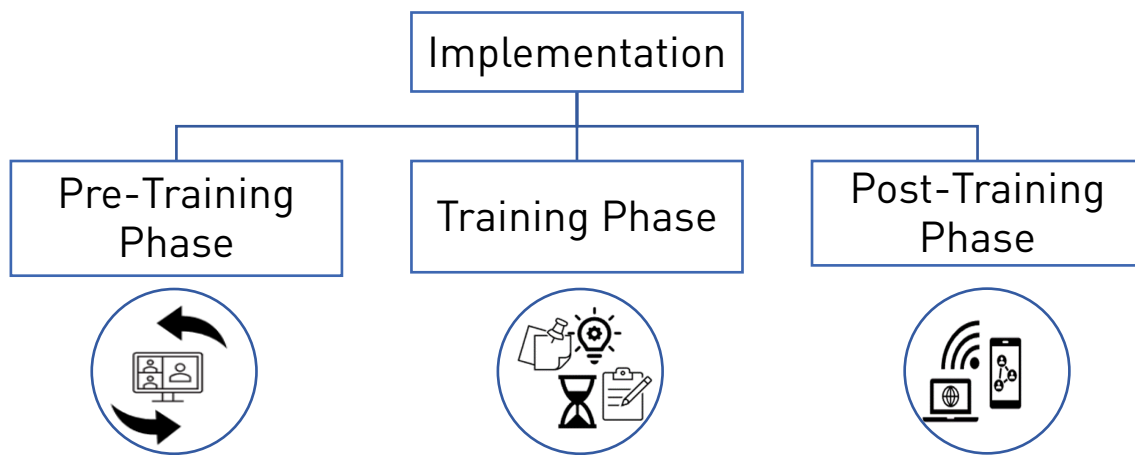 Implementation
Pre-Training
Phase
Training Phase
Post-Training
Phase